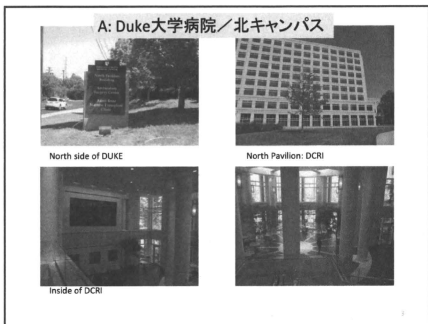 A: Duke大学病院／北キャンパス
North side of DUKE
North Pavilion: DCRI
Inside of DCRI